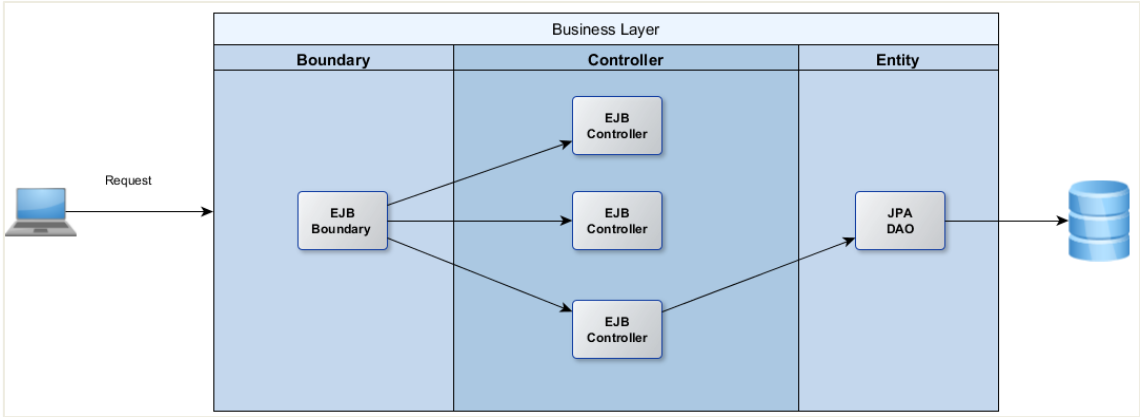 Business Layer
Boundary
Controller
Entity
Request
EJB
Controller
EJB
Boundary
EJB
Controller
JPA
DAO
EJB
Controller